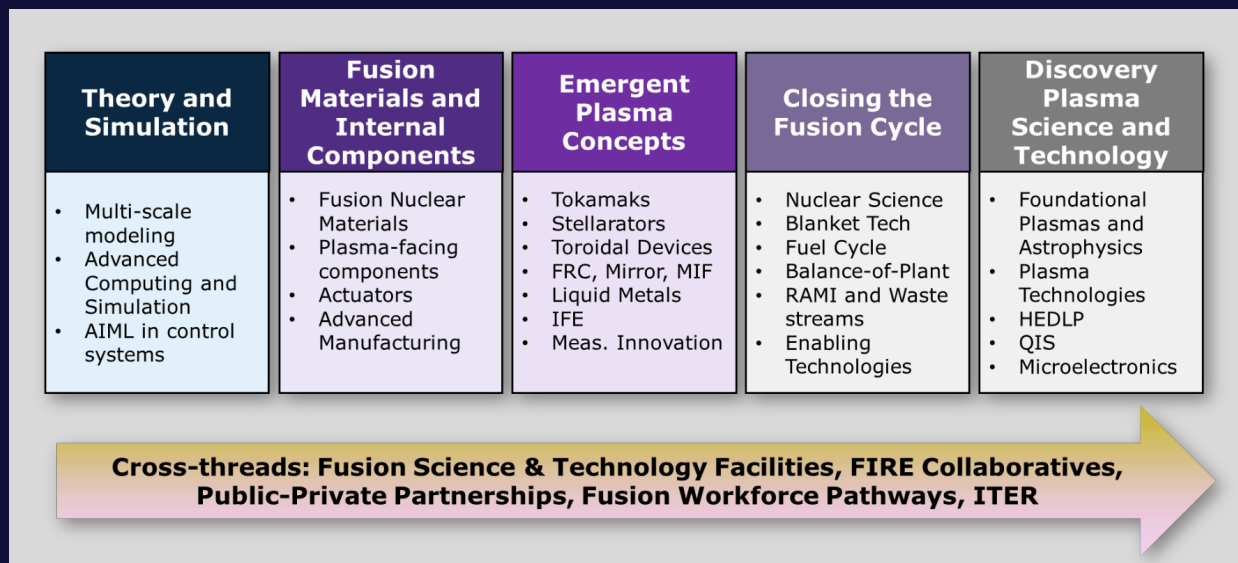 Theory and
Simulation
• Multi-scale
modeling
• Advanced
Computing and
Simulation
• AIML in control
systems
Fusion
Materials and
Internal
Components
• Fusion Nuclear
Materials
• Plasma-facing
components
• Actuators
• Advanced
Manufacturing
Emergent
Plasma
Concepts
• Tokamaks
• Stellarators
• Toroidal Devices
• FRC, Mirror, MIF
• Liquid Metals
• IFE
• Meas. Innovation
Closing the
Fusion Cycle
• Nuclear Science
• Blanket Tech
• Fuel Cycle
• Balance-of-Plant
• RAMI and Waste
streams
• Enabling
Technologies
Discovery
Plasma
Science and
Technology
• Foundational
Plasmas and
Astrophysics
• Plasma
Technologies
• HEDLP
• QIS
• Microelectronics
Cross-threads: Fusion Science & Technology Facilities, FIRE Collaboratives,
Public-Private Partnerships, Fusion Workforce Pathways, ITER